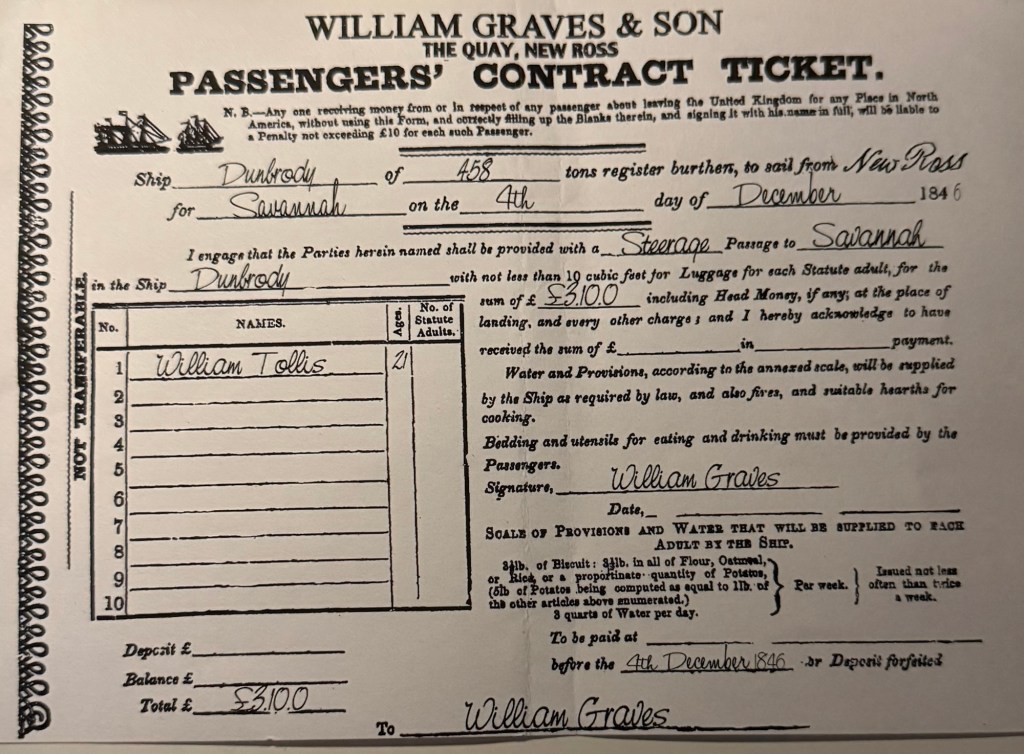 WILLIAM GRAVES & SON
THE QUAY, NEW ROSS
PASSENGERS' CONTRACT TICKET.
N. B.—Any one receiving money from or in respect of any passenger about leaving the United Kingdom for any Place in North
America, without using this Form, and correctly filling up the Blanks therein, and signing it with his name in full, will be liable to
a Penalty not exceeding £10 for each such Passenger.
Ship Dunbrody of 458 tons register burthen, to sail from New Ross
for Savannah on the 4th day of December 1846
I engage that the Parties herein named shall be provided with a Steerage Passage to Savannah
in the Ship Dunbrody with not less than 10 cubic feet for Luggage for each Statute adult, for the
sum of £ £3.10.0 including Head Money, if any, at the place of
landing, and every other charge; and I hereby acknowledge to have
received the sum of £ in payment.
Water and Provisions, according to the annexed scale, will be supplied
by the Ship as required by law, and also fires, and suitable hearths for
cooking.
Bedding and utensils for eating and drinking must be provided by the
Passengers.
Signature, William Graves
Date,
NOT TRANSFERABLE.
No. NAMES. Ages. No. of Statute Adults.
1 William Tollis 21
2
3
4
5
6
7
8
9
10
SCALE OF PROVISIONS AND WATER THAT WILL BE SUPPLIED TO EACH
ADULT BY THE SHIP.
3½lb. of Biscuit: 3½lb. in all of Flour, Oatmeal,
or Rice, or a proportinate quantity of Potatos,
(5lb of Potatos being computed as equal to 1lb. of
the other articles above enumerated.)
3 quarts of Water per day.
Per week.
Issued not less
often than twice
a week.
Deposit £
Balance £
Total £ £3.10.0
To be paid at
before the 4th December 1846 or Deposit forfeited
To William Graves